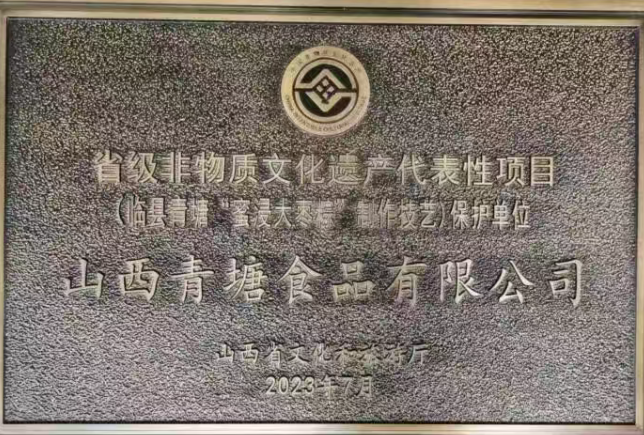 省级非物质文化遗产代表性项目
(临县青塘“蜜浸大枣粽”制作技艺)保护单位
山西青塘食品有限公司
山西省文化和旅游厅
2023年7月